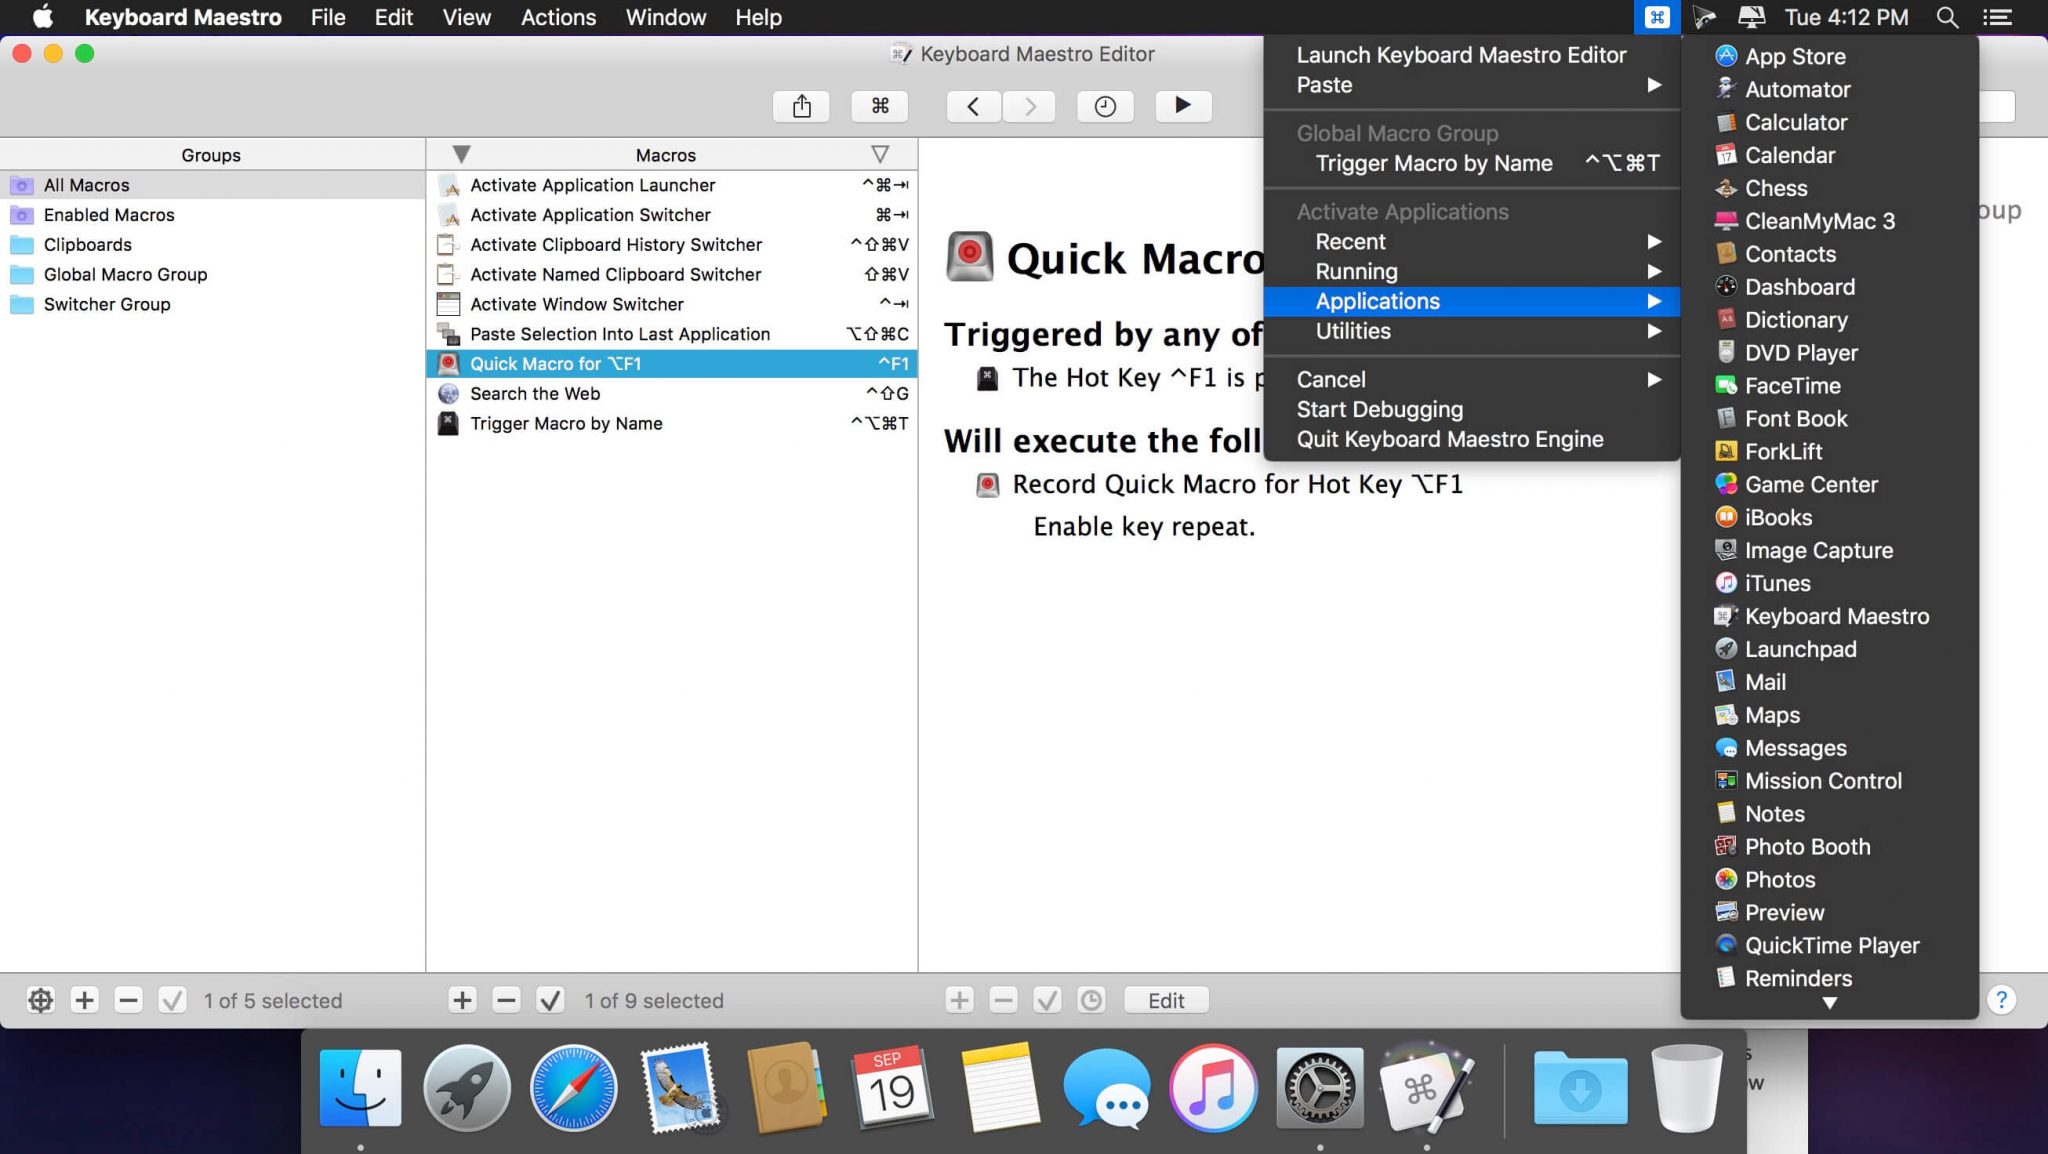 Keyboard Maestro File Edit View Actions Window Help ⌘ Tue 4:12 PM
Keyboard Maestro Editor
⌘
Groups
All Macros
Enabled Macros
Clipboards
Global Macro Group
Switcher Group
1 of 5 selected
Macros
Activate Application Launcher ^⌘⇥
Activate Application Switcher ⌘⇥
Activate Clipboard History Switcher ^⇧⌘V
Activate Named Clipboard Switcher ⇧⌘V
Activate Window Switcher ^⇥
Paste Selection Into Last Application ⌥⇧⌘C
Quick Macro for ⌥F1 ^F1
Search the Web ^⇧G
Trigger Macro by Name ^⌥⌘T
1 of 9 selected
Quick Macro
Triggered by any of
The Hot Key ^F1 is
Will execute the
Record Quick Macro for Hot Key ⌥F1
Enable key repeat.
Edit
?
Launch Keyboard Maestro Editor
Paste
Global Macro Group
Trigger Macro by Name ^⌥⌘T
Activate Applications
Recent
Running
Applications
Utilities
Cancel
Start Debugging
Quit Keyboard Maestro Engine
App Store
Automator
Calculator
Calendar
Chess
CleanMyMac 3
Contacts
Dashboard
Dictionary
DVD Player
FaceTime
Font Book
ForkLift
Game Center
iBooks
Image Capture
iTunes
Keyboard Maestro
Launchpad
Mail
Maps
Messages
Mission Control
Notes
Photo Booth
Photos
Preview
QuickTime Player
Reminders
SEP
19
⌘